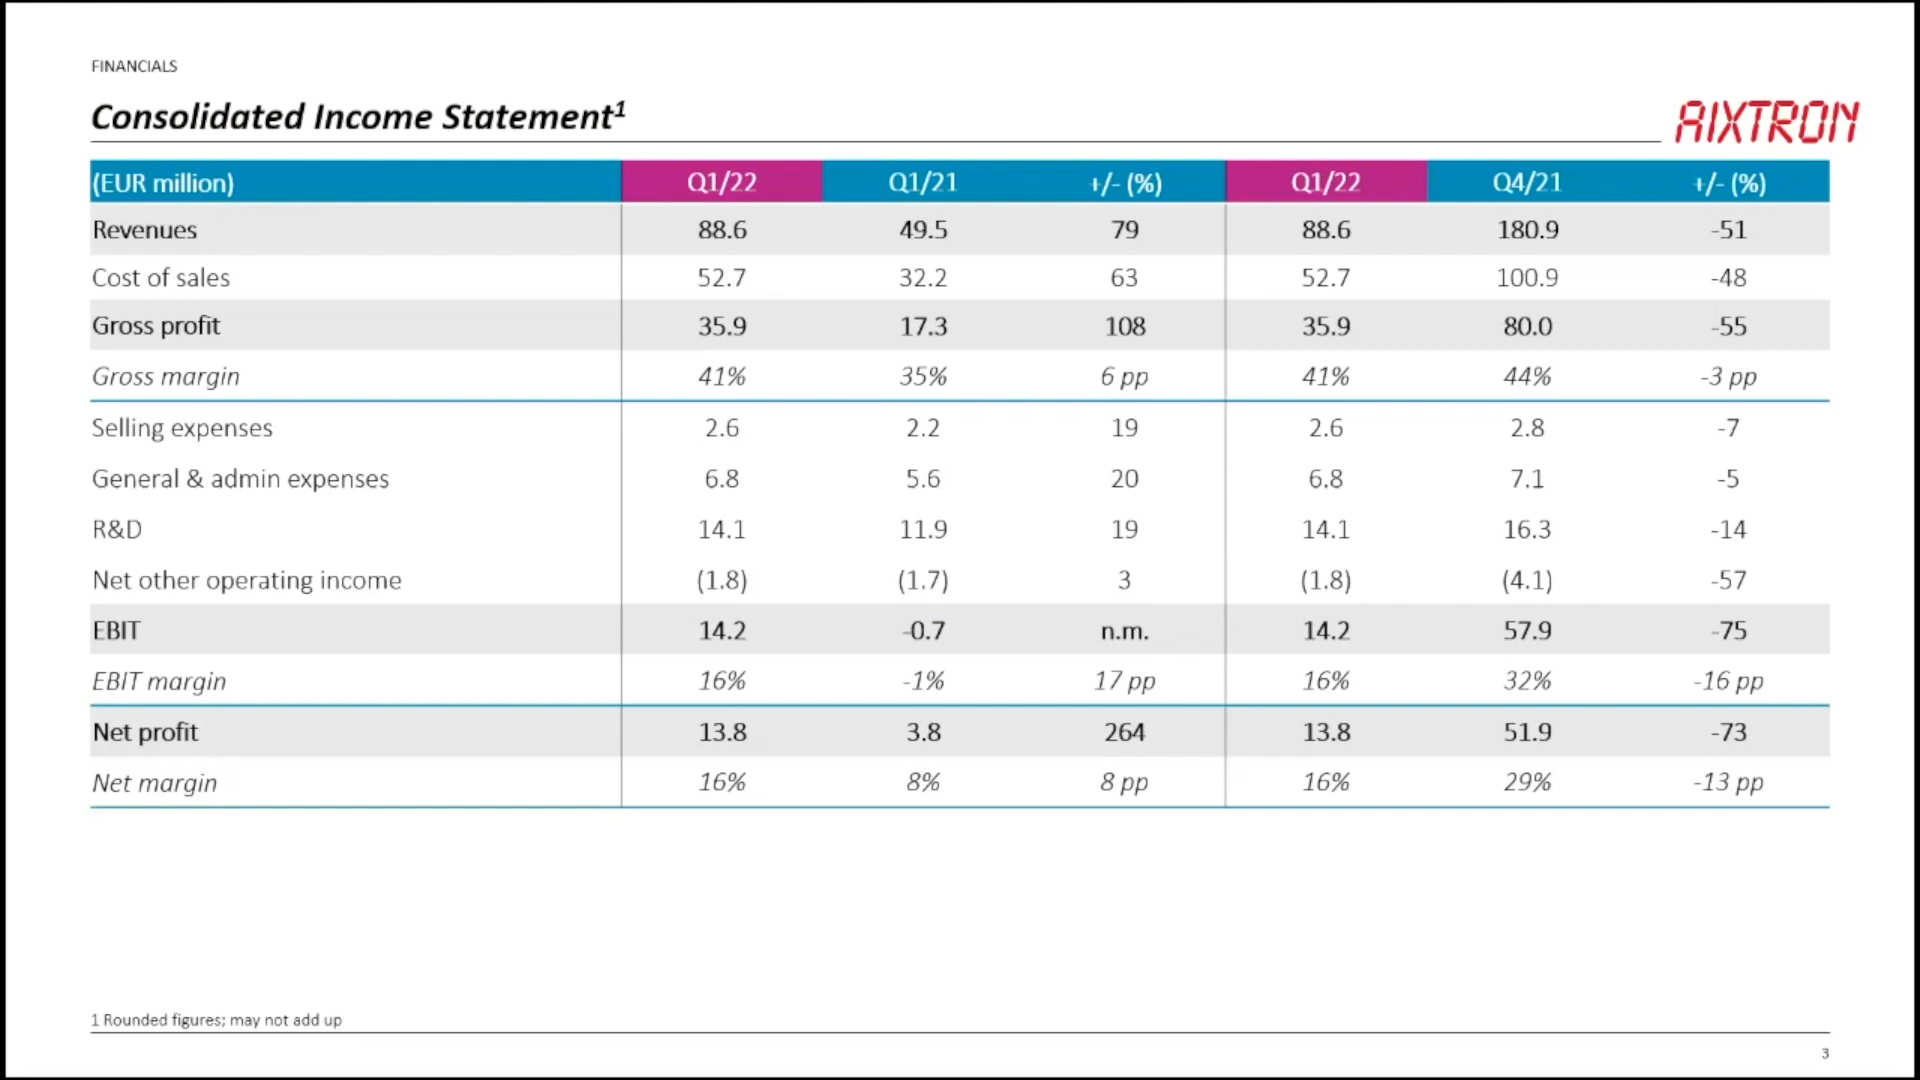 FINANCIALS
Consolidated Income Statement¹
AIXTRON
(EUR million) Q1/22 Q1/21 +/- (%) Q1/22 Q4/21 +/- (%)
Revenues 88.6 49.5 79 88.6 180.9 -51
Cost of sales 52.7 32.2 63 52.7 100.9 -48
Gross profit 35.9 17.3 108 35.9 80.0 -55
Gross margin 41% 35% 6 pp 41% 44% -3 pp
Selling expenses 2.6 2.2 19 2.6 2.8 -7
General & admin expenses 6.8 5.6 20 6.8 7.1 -5
R&D 14.1 11.9 19 14.1 16.3 -14
Net other operating income (1.8) (1.7) 3 (1.8) (4.1) -57
EBIT 14.2 -0.7 n.m. 14.2 57.9 -75
EBIT margin 16% -1% 17 pp 16% 32% -16 pp
Net profit 13.8 3.8 264 13.8 51.9 -73
Net margin 16% 8% 8 pp 16% 29% -13 pp
1 Rounded figures; may not add up
3